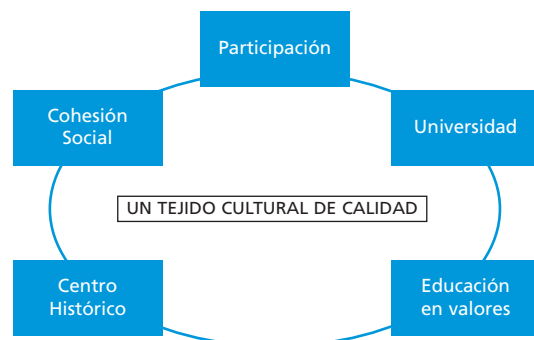 Participación
Cohesión
Social
Universidad
UN TEJIDO CULTURAL DE CALIDAD
Centro
Histórico
Educación
en valores